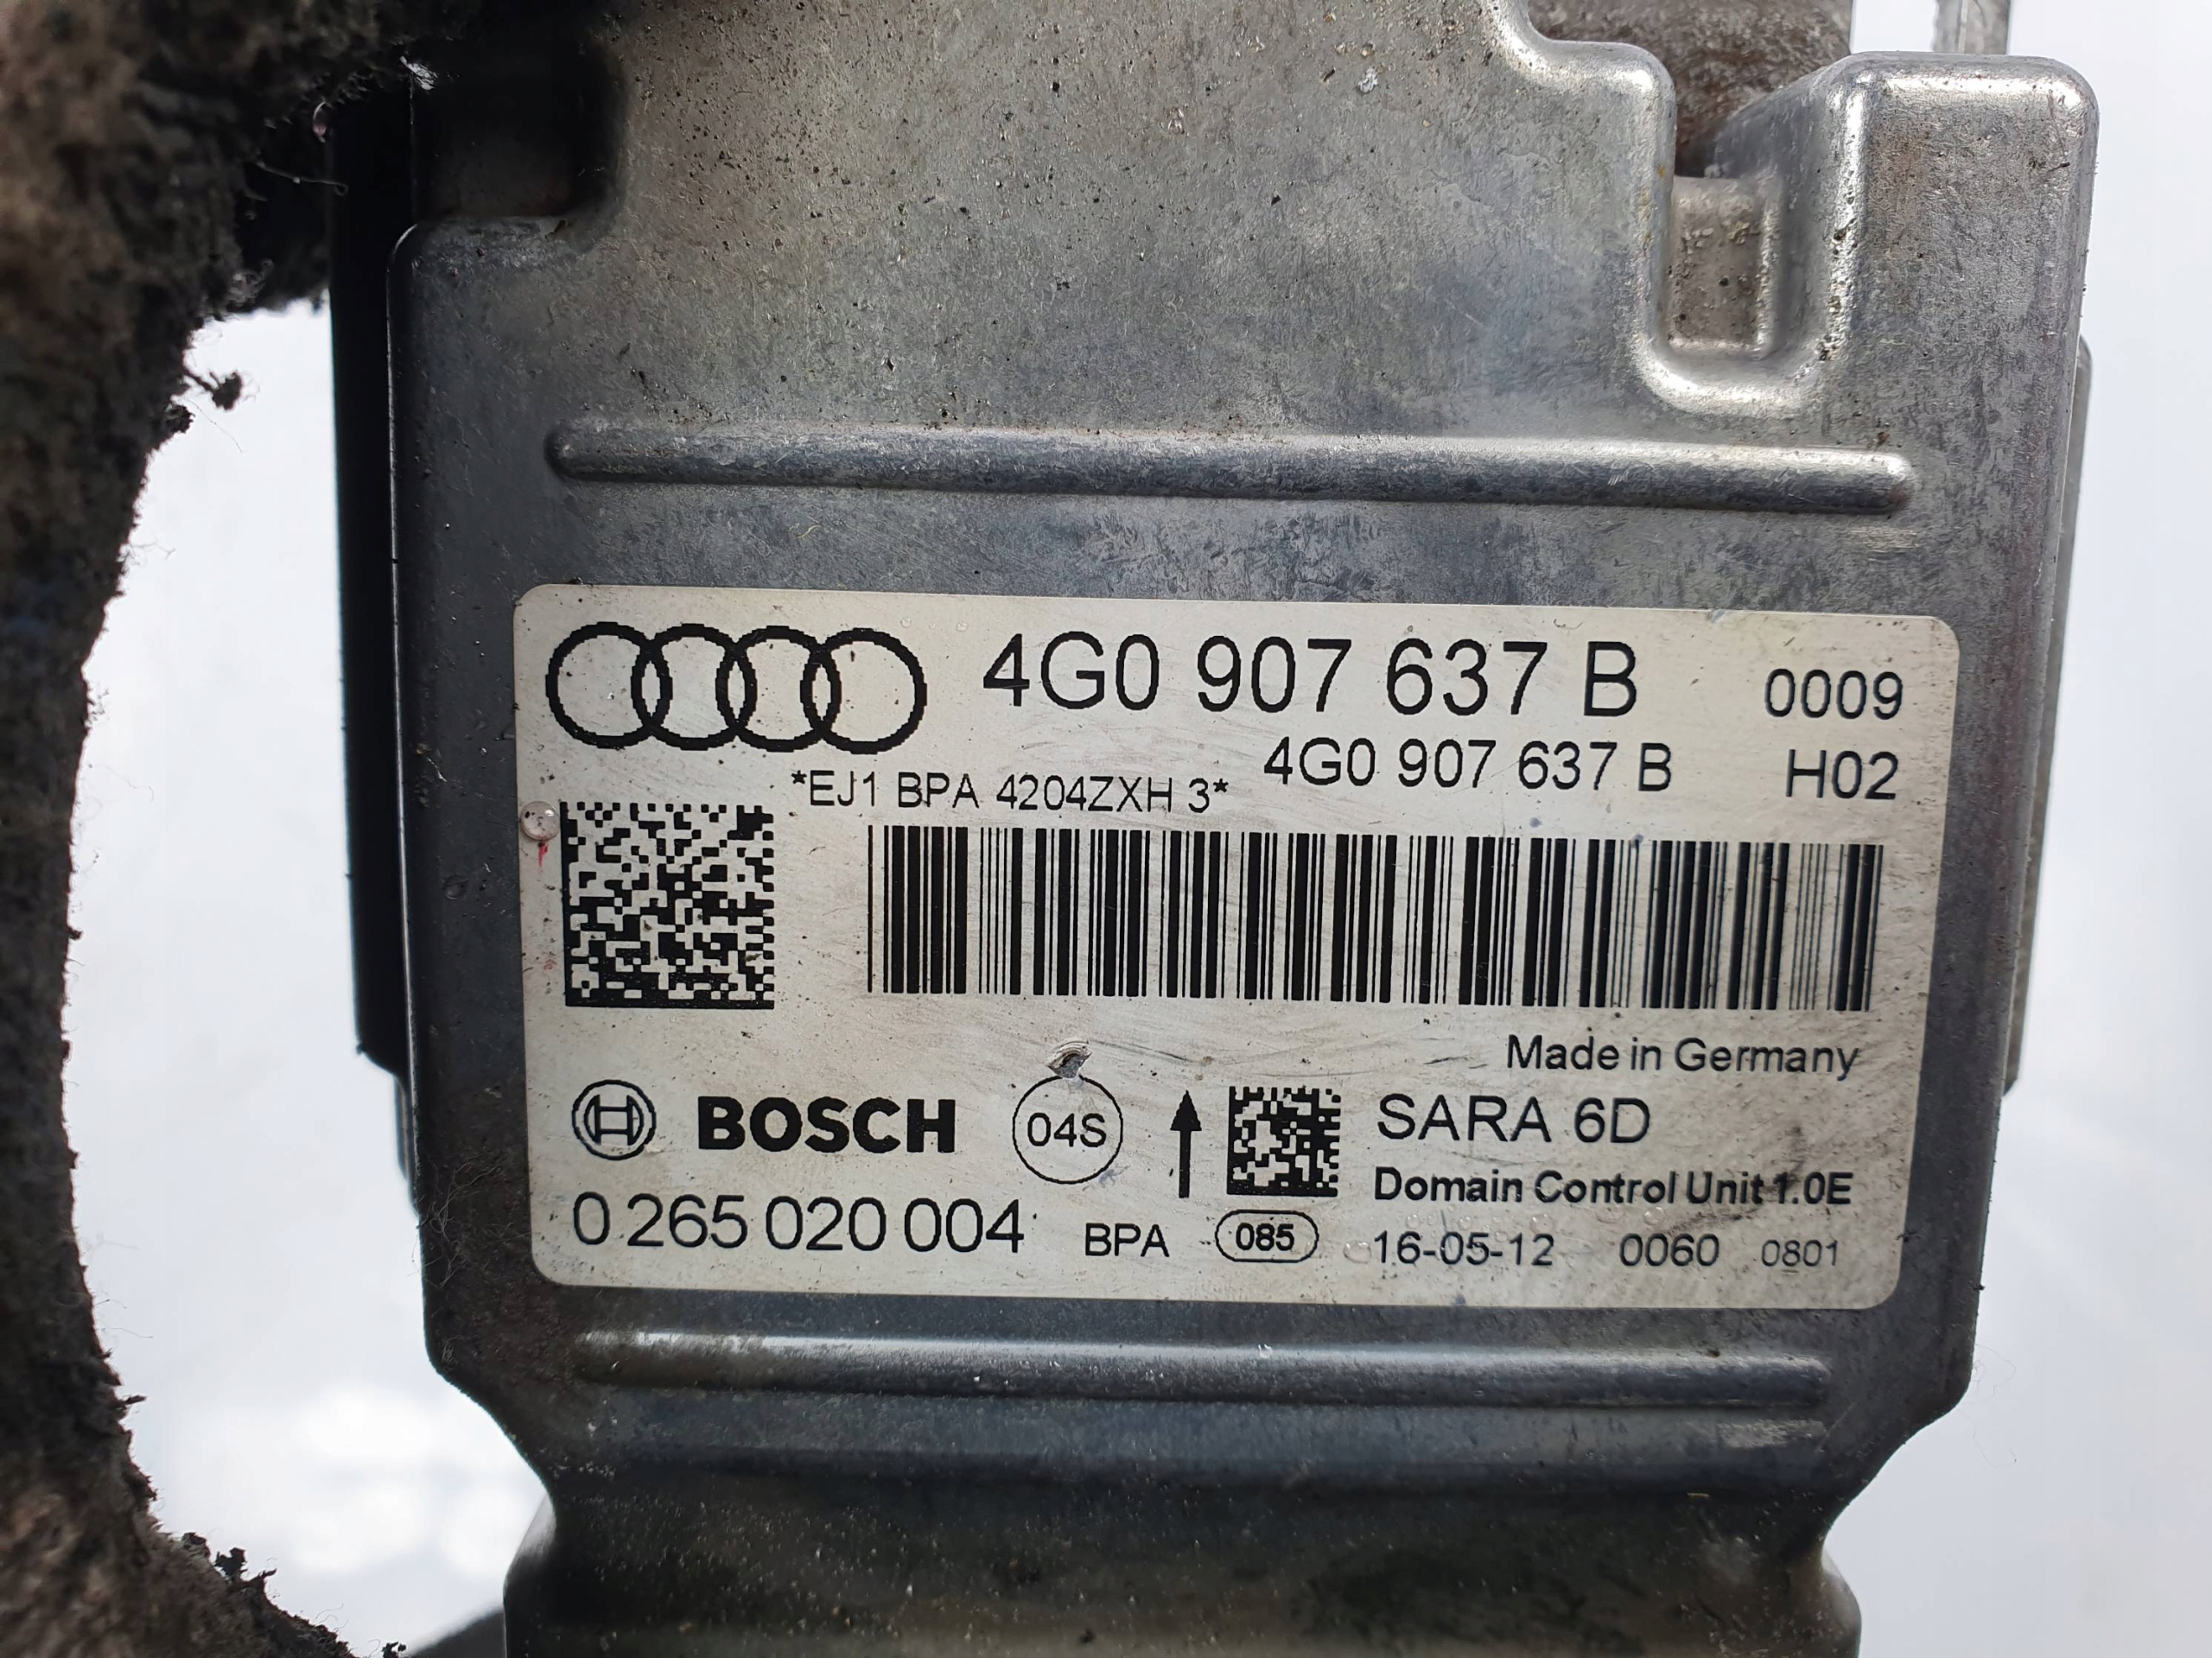 4G0 907 637 B 0009
4G0 907 637 B H02
*EJ1 BPA 4204ZXH 3*
Made in Germany
BOSCH 04S SARA 6D
Domain Control Unit 1.0E
0 265 020 004 BPA 085 16-05-12 0060 0801